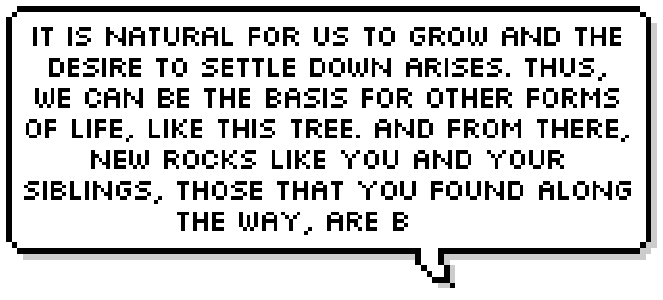 IT IS NATURAL FOR US TO GROW AND THE
DESIRE TO SETTLE DOWN ARISES. THUS,
WE CAN BE THE BASIS FOR OTHER FORMS
OF LIFE, LIKE THIS TREE. AND FROM THERE,
NEW ROCKS LIKE YOU AND YOUR
SIBLINGS, THOSE THAT YOU FOUND ALONG
THE WAY, ARE B